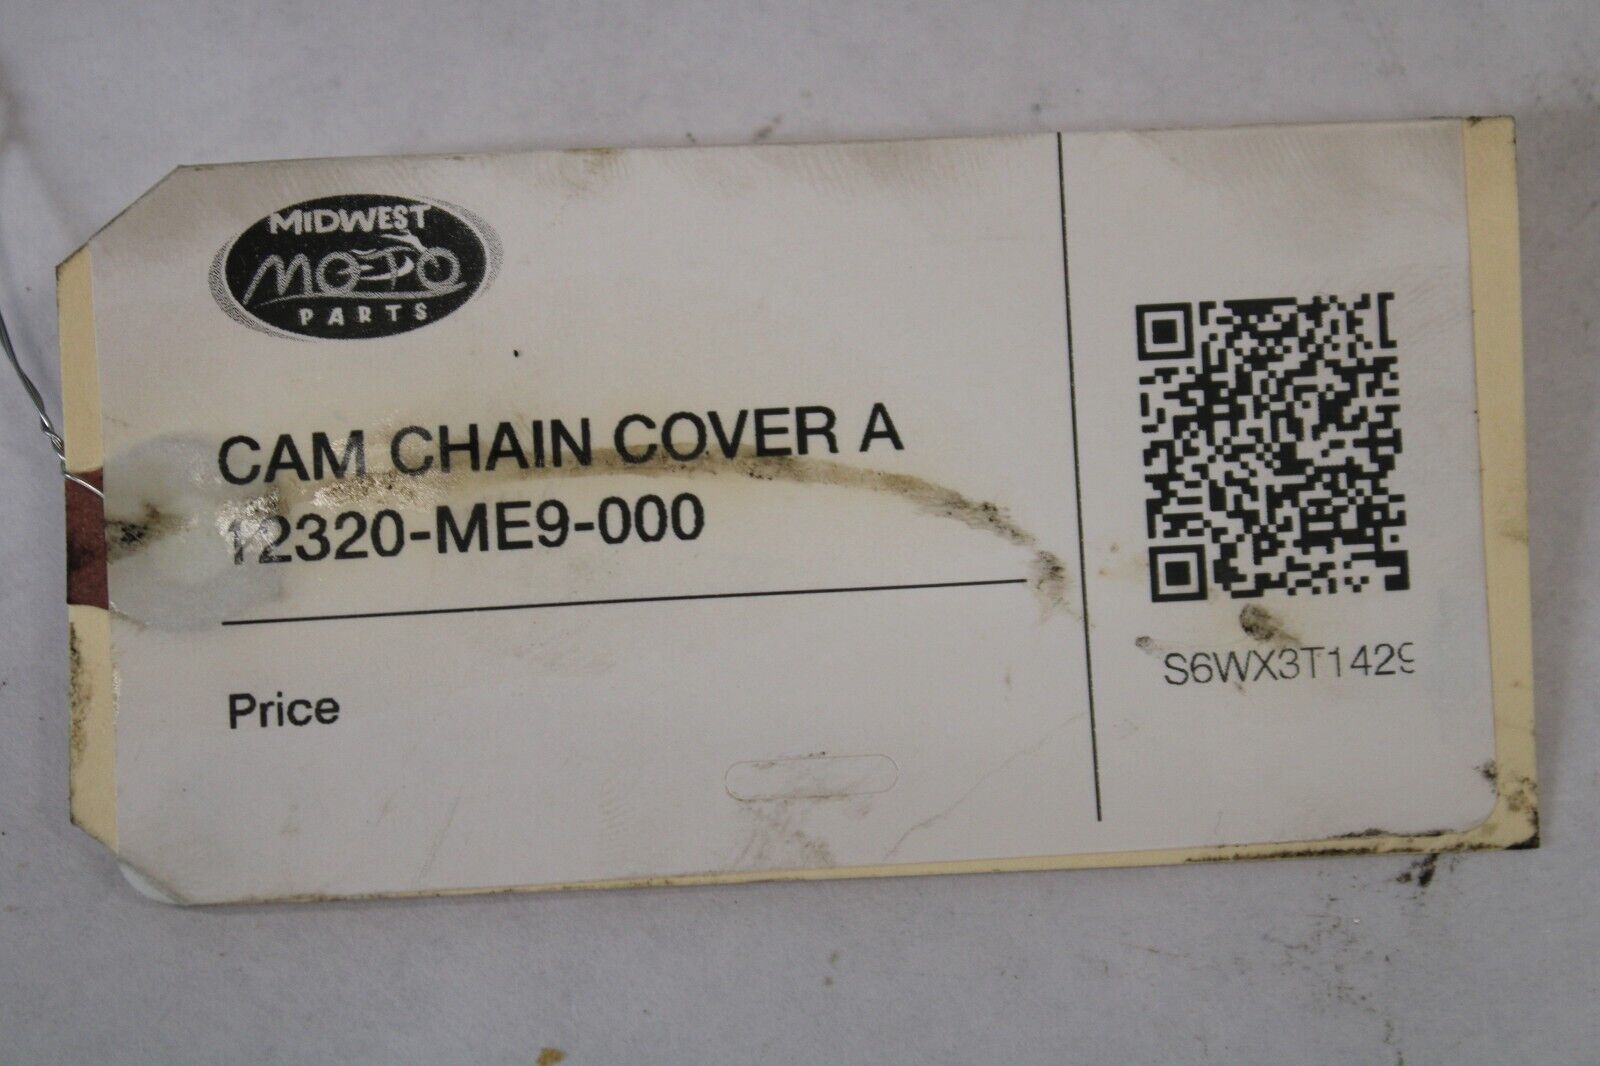 MIDWEST
MOTO
PARTS
CAM CHAIN COVER A
12320-ME9-000
Price
S6WX3T1429